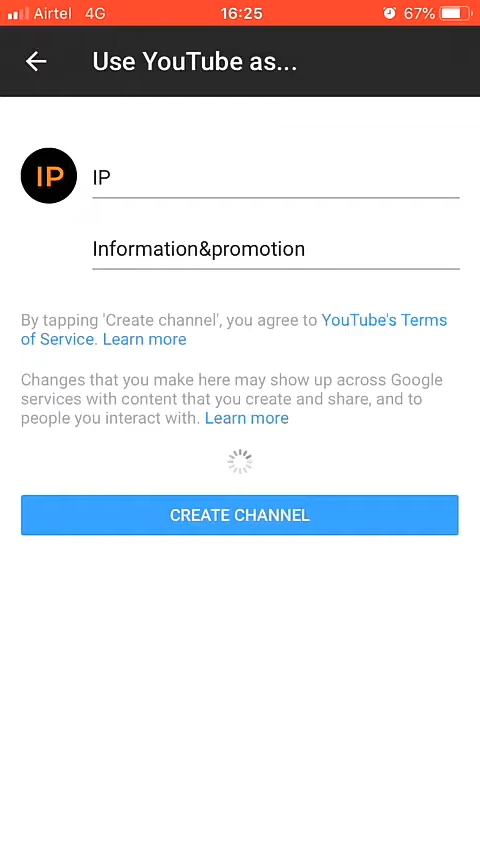 Airtel 4G 16:25 67%
Use YouTube as...
IP IP
Information&promotion
By tapping 'Create channel', you agree to YouTube's Terms
of Service. Learn more
Changes that you make here may show up across Google
services with content that you create and share, and to
people you interact with. Learn more
CREATE CHANNEL